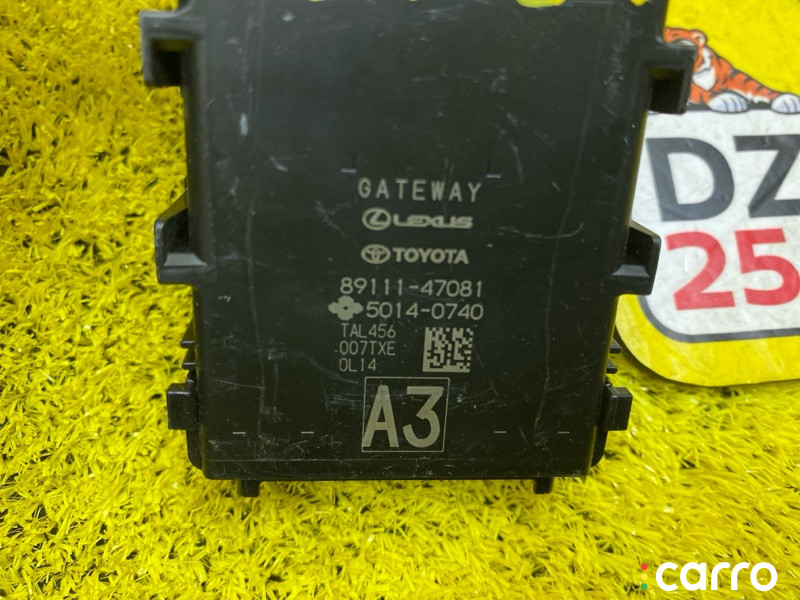 GATEWAY
LEXUS
TOYOTA
89111-47081
5014-0740
TAL456
007TXE
0L14
A3
DZ
25
carro